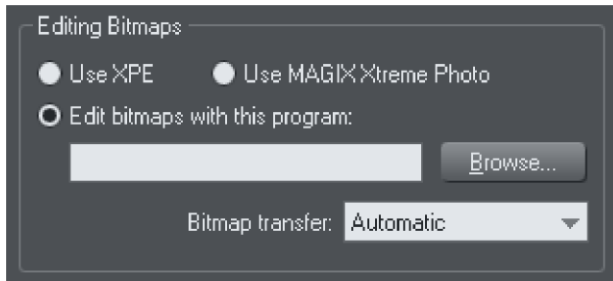 Editing Bitmaps
Use XPE Use MAGIX Xtreme Photo
Edit bitmaps with this program:
Browse...
Bitmap transfer: Automatic